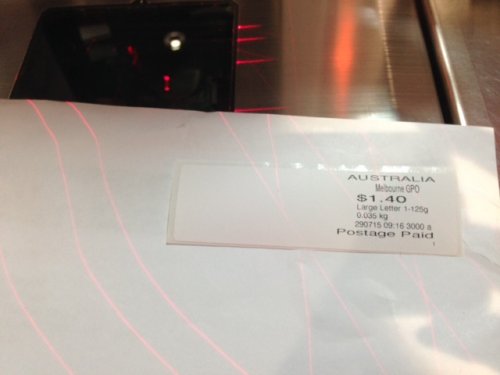 AUSTRALIA
Melbourne GPO
$1.40
Large Letter 1-125g
0.035 kg
290715 09:16 3000 a
Postage Paid